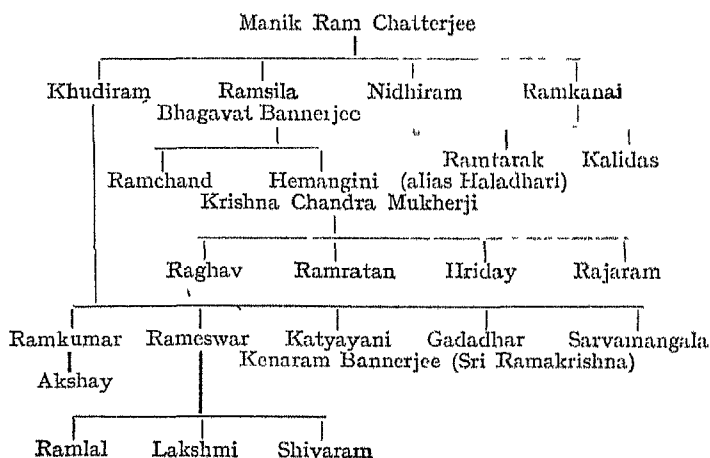 Manik Ram Chatterjee
Khudiram Ramsila Nidhiram Ramkanai
Bhagavat Bannerjee
Ramtarak Kalidas
Ramchand Hemangini (alias Haladhari)
Krishna Chandra Mukherji
Raghav Ramratan Hriday Rajaram
Ramkumar Rameswar Katyayani Gadadhar Sarvamangala
Kenaram Bannerjee (Sri Ramakrishna)
Akshay
Ramlal Lakshmi Shivaram